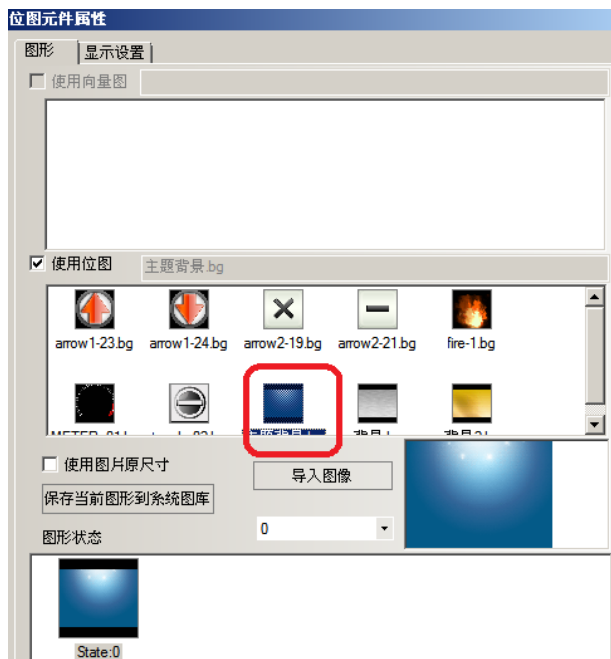 位图元件属性
图形 显示设置
使用向量图
使用位图 主题背景.bg
arrow1-23.bg arrow1-24.bg arrow2-19.bg arrow2-21.bg fire-1.bg
使用图片原尺寸
导入图像
保存当前图形到系统图库
0
图形状态
State:0